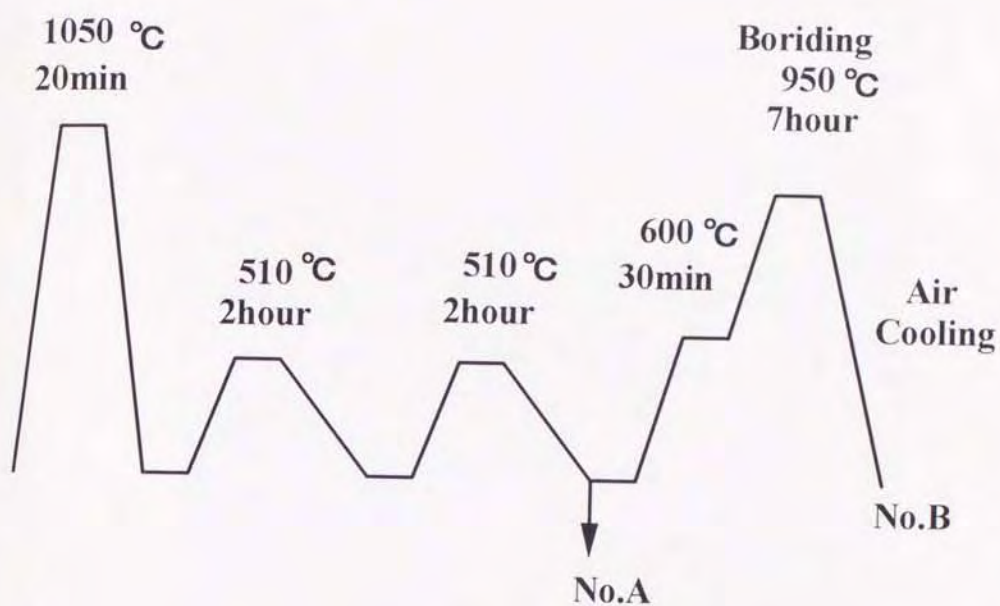 1050 °C
20min
510 °C
2hour
510 °C
2hour
600 °C
30min
Boriding
950 °C
7hour
Air
Cooling
No.A
No.B